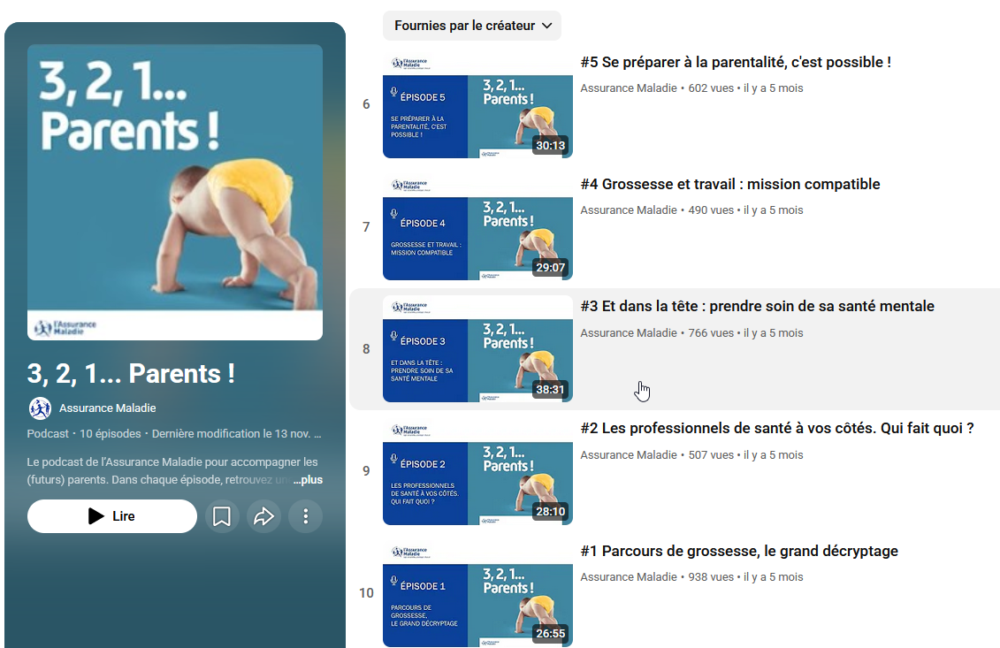 3, 2, 1...
Parents !
l'Assurance
Maladie
3, 2, 1... Parents !
Assurance Maladie
Podcast • 10 épisodes • Dernière modification le 13 nov. ...
Le podcast de l'Assurance Maladie pour accompagner les
(futurs) parents. Dans chaque épisode, retrouvez ...plus
Lire
Fournies par le créateur
6
l'Assurance
Maladie
ÉPISODE 5
SE PRÉPARER À LA
PARENTALITÉ, C'EST
POSSIBLE !
3, 2, 1...
Parents !
30:13
#5 Se préparer à la parentalité, c'est possible !
Assurance Maladie • 602 vues • il y a 5 mois
7
l'Assurance
Maladie
ÉPISODE 4
GROSSESSE ET TRAVAIL :
MISSION COMPATIBLE
3, 2, 1...
Parents !
29:07
#4 Grossesse et travail : mission compatible
Assurance Maladie • 490 vues • il y a 5 mois
8
l'Assurance
Maladie
ÉPISODE 3
ET DANS LA TÊTE :
PRENDRE SOIN DE SA
SANTÉ MENTALE
3, 2, 1...
Parents !
38:31
#3 Et dans la tête : prendre soin de sa santé mentale
Assurance Maladie • 766 vues • il y a 5 mois
9
l'Assurance
Maladie
ÉPISODE 2
LES PROFESSIONNELS
DE SANTÉ À VOS CÔTÉS.
QUI FAIT QUOI ?
3, 2, 1...
Parents !
28:10
#2 Les professionnels de santé à vos côtés. Qui fait quoi ?
Assurance Maladie • 507 vues • il y a 5 mois
10
l'Assurance
Maladie
ÉPISODE 1
PARCOURS DE
GROSSESSE,
LE GRAND DÉCRYPTAGE
3, 2, 1...
Parents !
26:55
#1 Parcours de grossesse, le grand décryptage
Assurance Maladie • 938 vues • il y a 5 mois